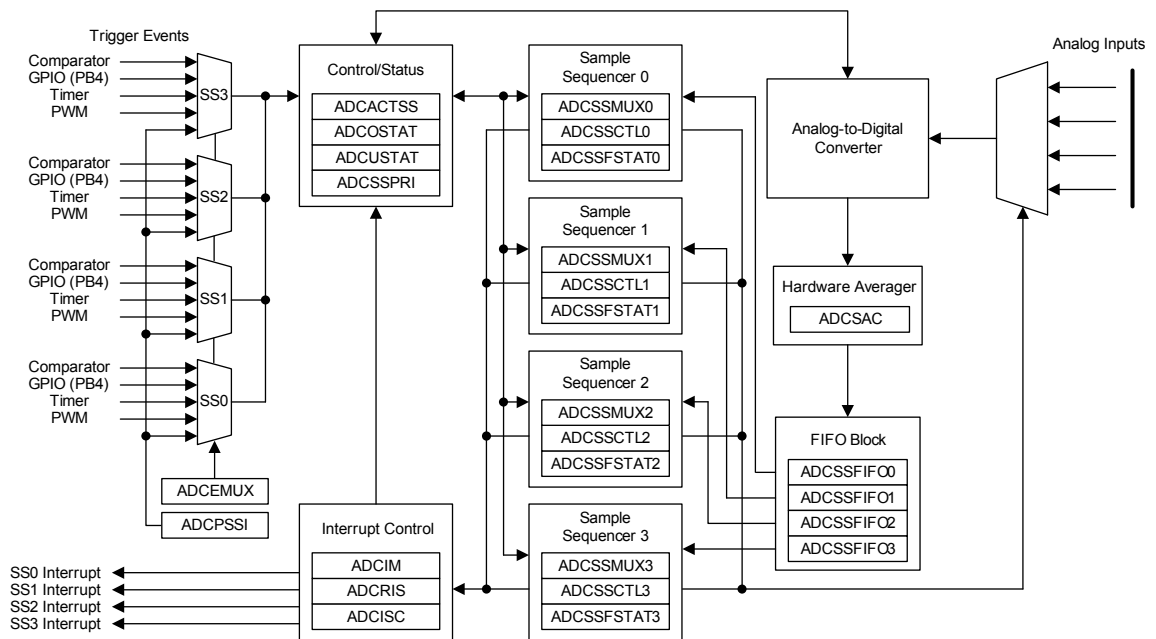 Trigger Events
Comparator
GPIO (PB4)
Timer
PWM
SS3
Comparator
GPIO (PB4)
Timer
PWM
SS2
Comparator
GPIO (PB4)
Timer
PWM
SS1
Comparator
GPIO (PB4)
Timer
PWM
SS0
ADCEMUX
ADCPSSI
Control/Status
ADCACTSS
ADCOSTAT
ADCUSTAT
ADCSSPRI
Interrupt Control
ADCIM
ADCRIS
ADCISC
SS0 Interrupt
SS1 Interrupt
SS2 Interrupt
SS3 Interrupt
Sample
Sequencer 0
ADCSSMUX0
ADCSSCTL0
ADCSSFSTAT0
Sample
Sequencer 1
ADCSSMUX1
ADCSSCTL1
ADCSSFSTAT1
Sample
Sequencer 2
ADCSSMUX2
ADCSSCTL2
ADCSSFSTAT2
Sample
Sequencer 3
ADCSSMUX3
ADCSSCTL3
ADCSSFSTAT3
Analog-to-Digital
Converter
Hardware Averager
ADCSAC
FIFO Block
ADCSSFIFO0
ADCSSFIFO1
ADCSSFIFO2
ADCSSFIFO3
Analog Inputs